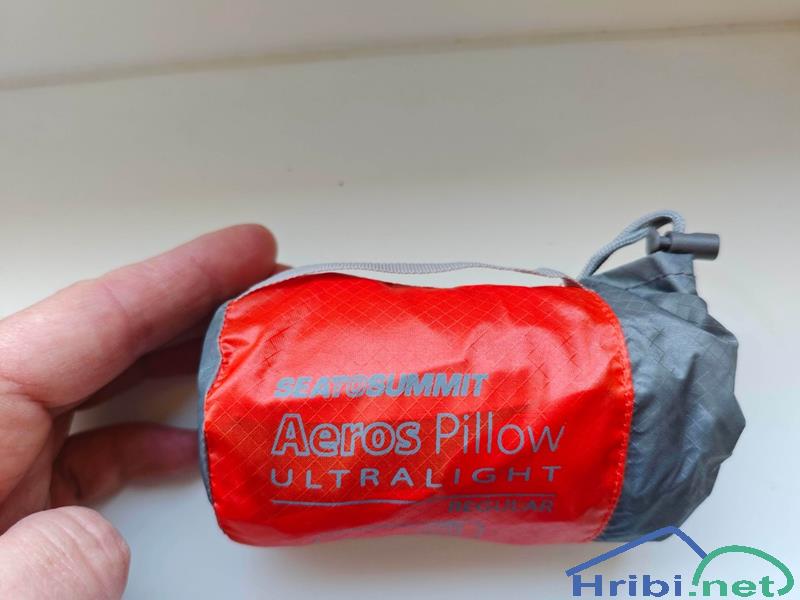 SEATOSUMMIT
Aeros Pillow
ULTRALIGHT
REGULAR
Hribi.net